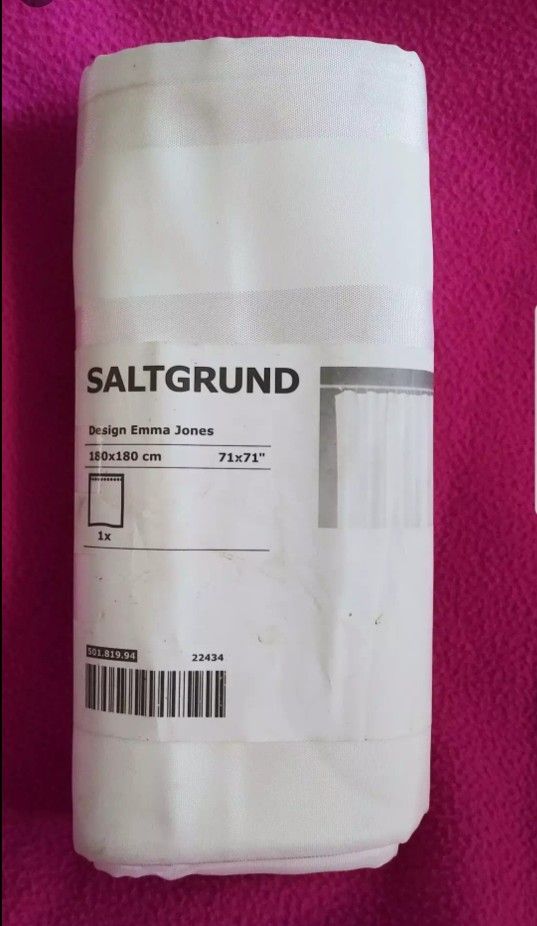 SALTGRUND
Design Emma Jones
180x180 cm 71x71"
1x
501.819.94 22434